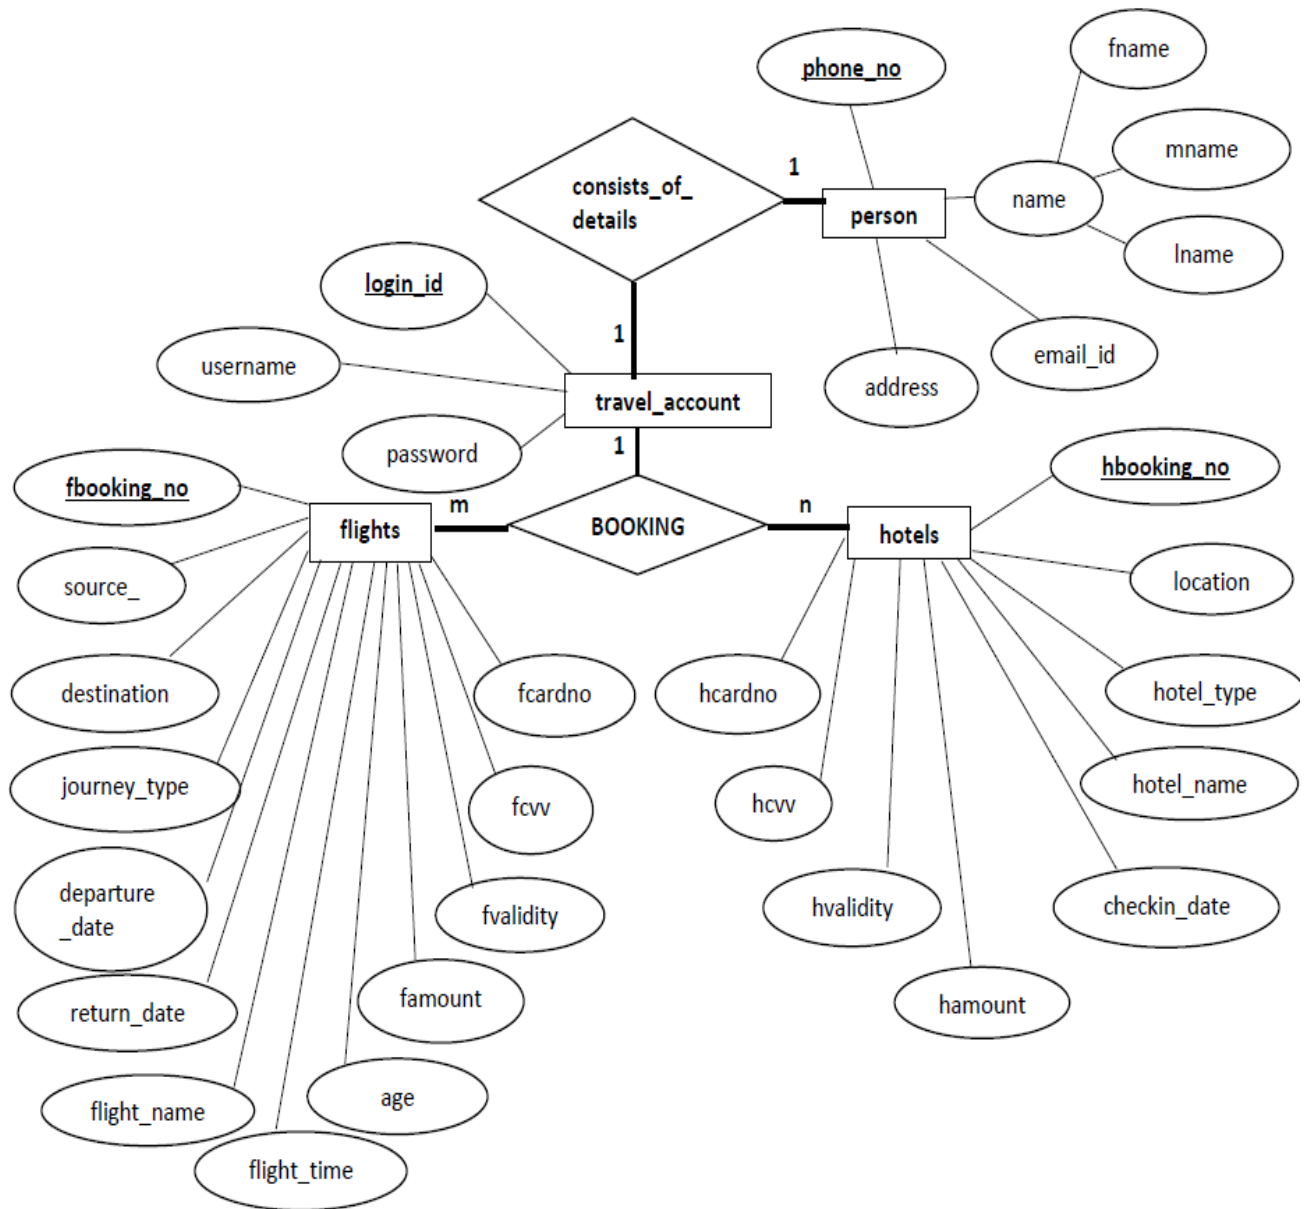 fname
phone_no
mname
1
consists_of_
details
name
person
lname
login_id
1
username
email_id
address
travel_account
password
1
hbooking_no
fbooking_no
m
n
BOOKING
flights
hotels
source_
location
destination
fcardno
hcardno
hotel_type
journey_type
hotel_name
fcvv
hcvv
departure
_date
fvalidity
hvalidity
checkin_date
return_date
famount
hamount
flight_name
age
flight_time